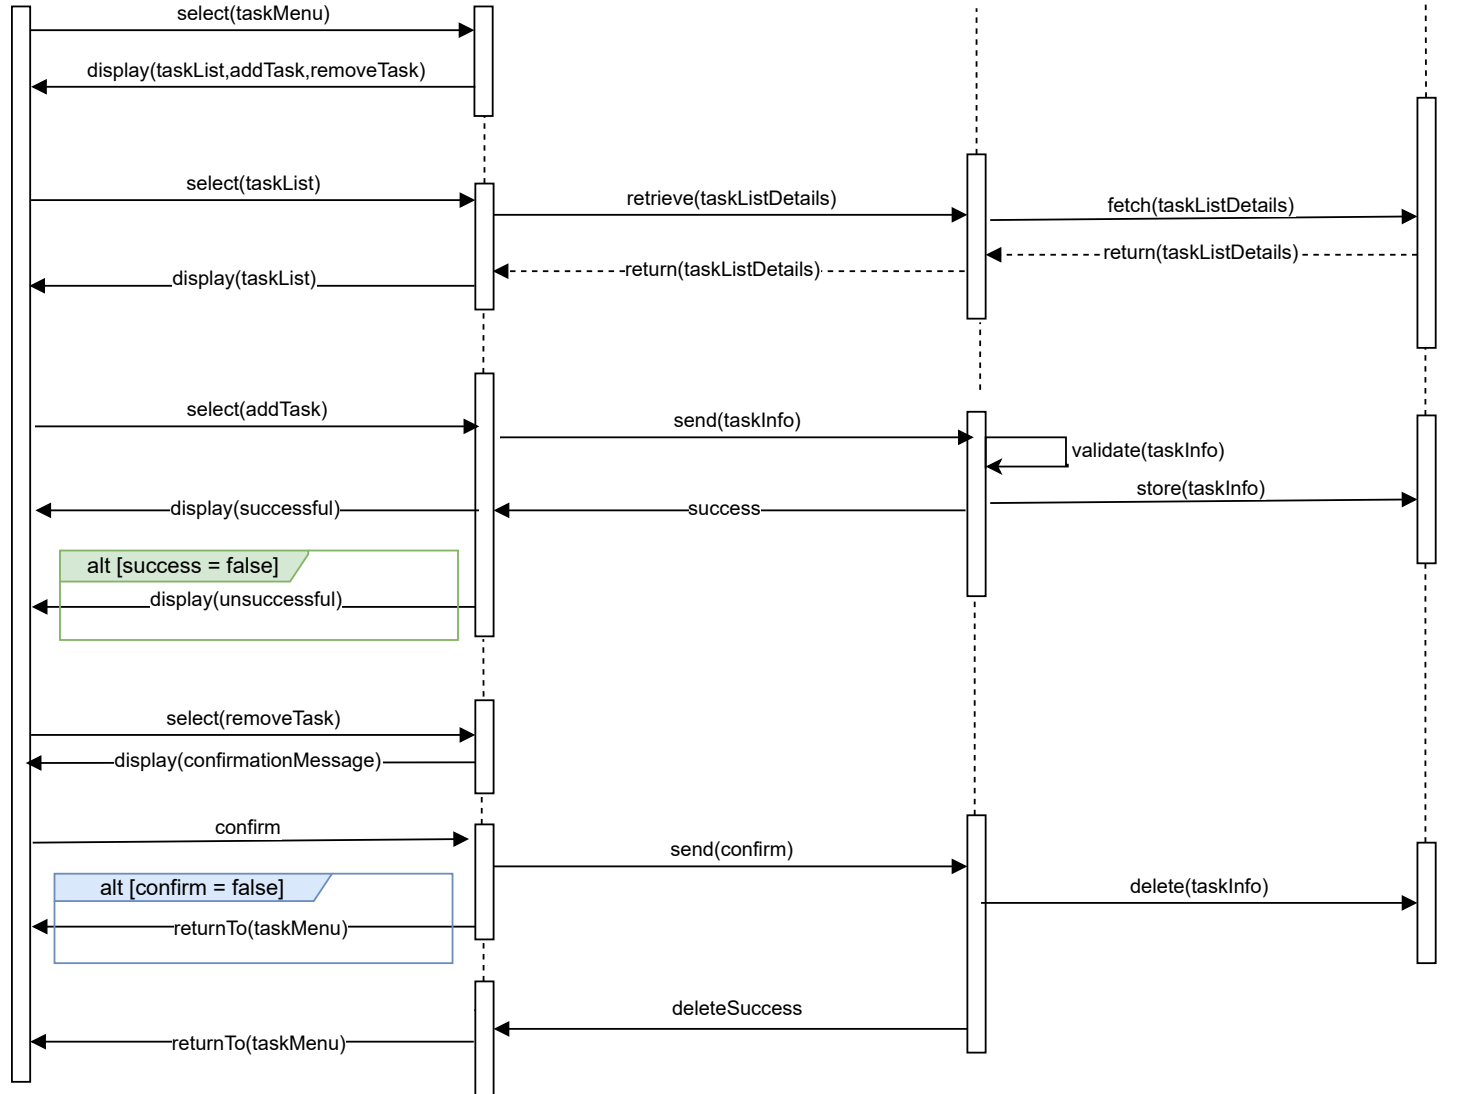 select(taskMenu)
display(taskList,addTask,removeTask)
select(taskList)
retrieve(taskListDetails)
fetch(taskListDetails)
return(taskListDetails)
return(taskListDetails)
display(taskList)
select(addTask)
send(taskInfo)
validate(taskInfo)
store(taskInfo)
display(successful)
success
alt [success = false]
display(unsuccessful)
select(removeTask)
display(confirmationMessage)
confirm
send(confirm)
alt [confirm = false]
delete(taskInfo)
returnTo(taskMenu)
deleteSuccess
returnTo(taskMenu)